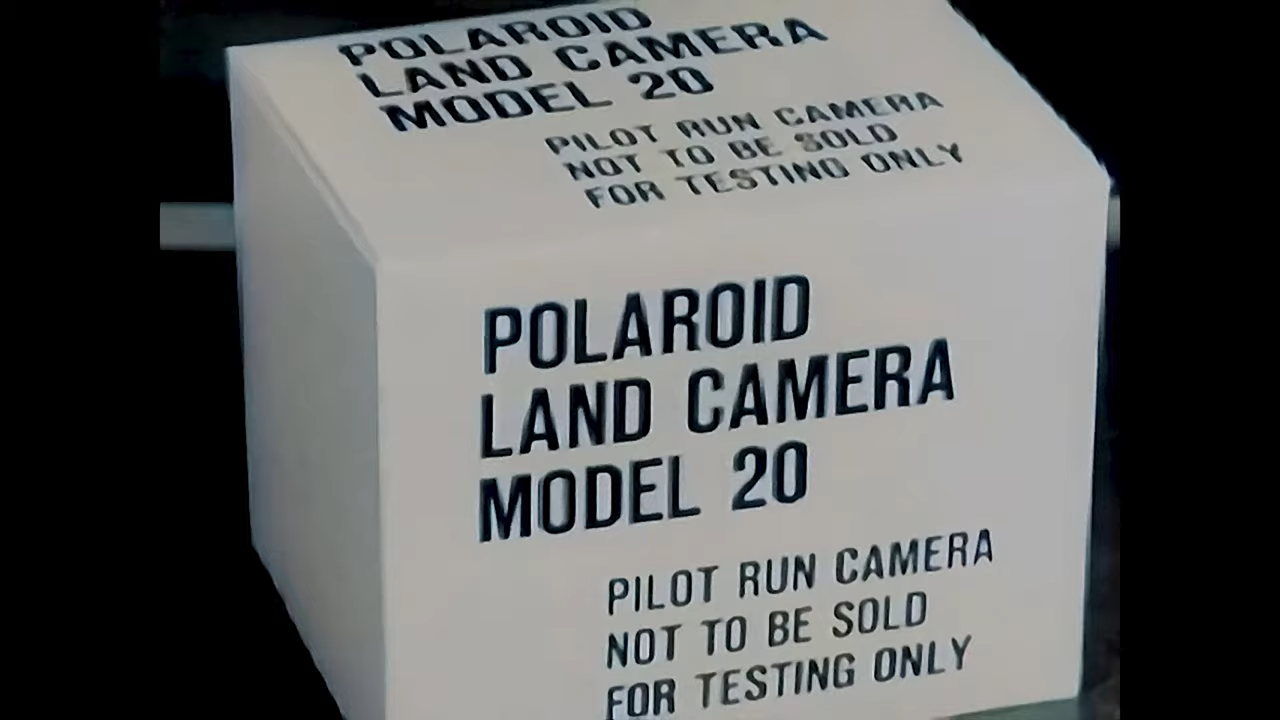 POLAROID
LAND CAMERA
MODEL 20
PILOT RUN CAMERA
NOT TO BE SOLD
FOR TESTING ONLY
POLAROID
LAND CAMERA
MODEL 20
PILOT RUN CAMERA
NOT TO BE SOLD
FOR TESTING ONLY